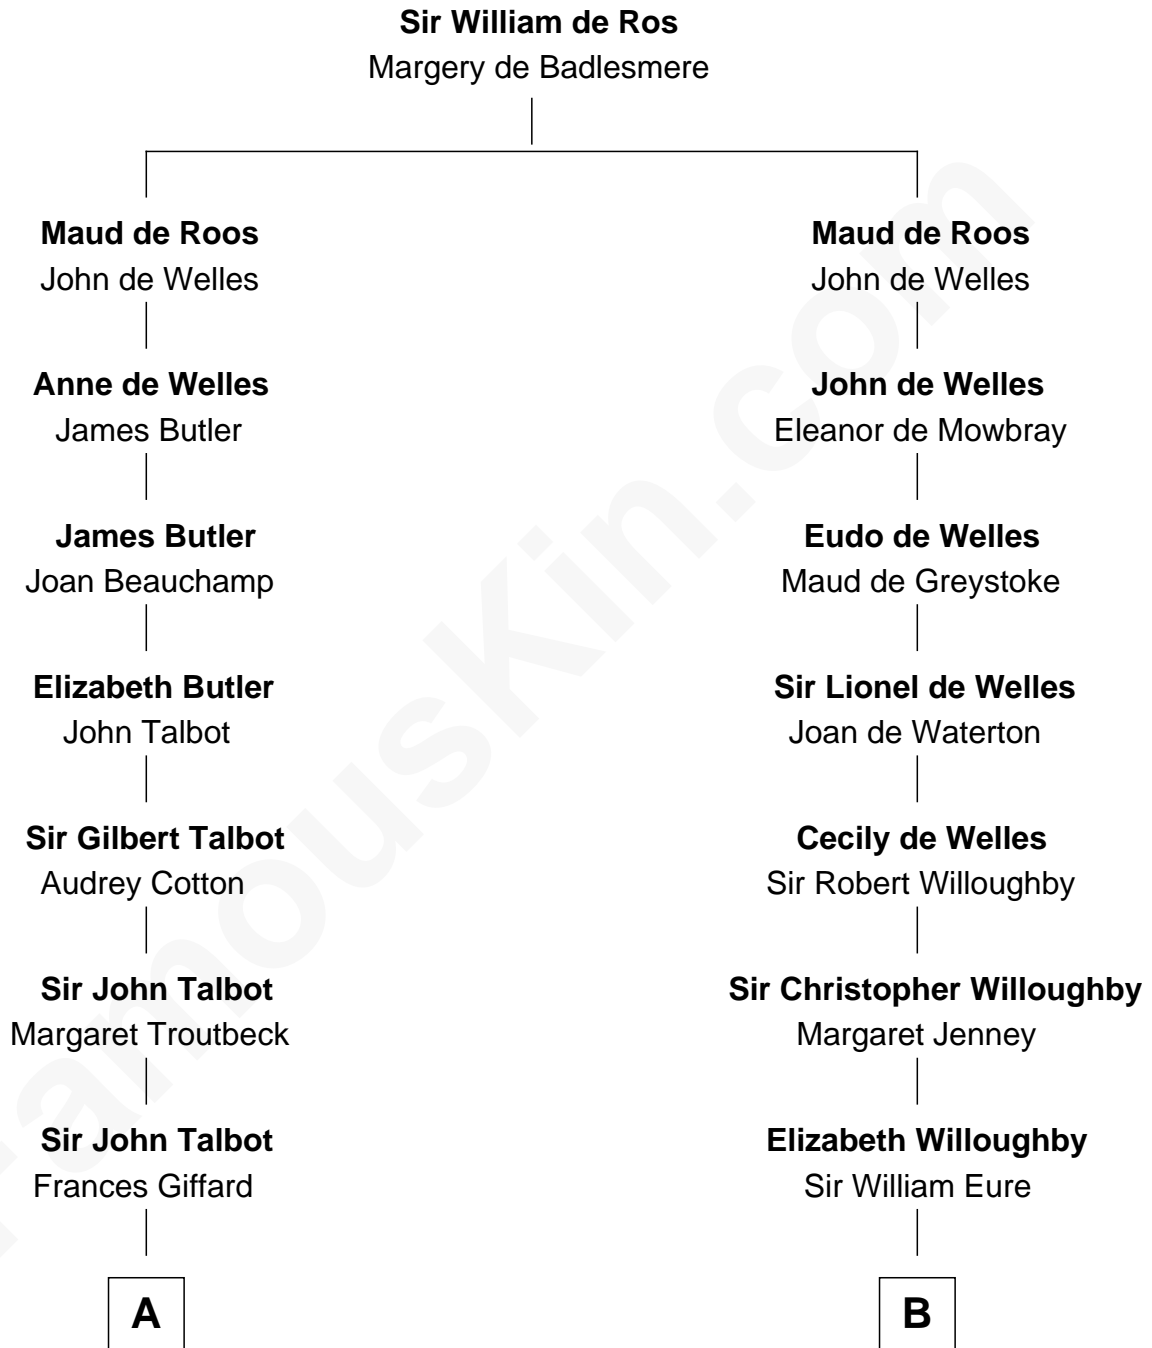 Sir William de Ros
Margery de Badlesmere
Maud de Roos
John de Welles
Anne de Welles
James Butler
James Butler
Joan Beauchamp
Elizabeth Butler
John Talbot
Sir Gilbert Talbot
Audrey Cotton
Sir John Talbot
Margaret Troutbeck
Sir John Talbot
Frances Giffard
A
Maud de Roos
John de Welles
John de Welles
Eleanor de Mowbray
Eudo de Welles
Maud de Greystoke
Sir Lionel de Welles
Joan de Waterton
Cecily de Welles
Sir Robert Willoughby
Sir Christopher Willoughby
Margaret Jenney
Elizabeth Willoughby
Sir William Eure
B
FamousKin.com